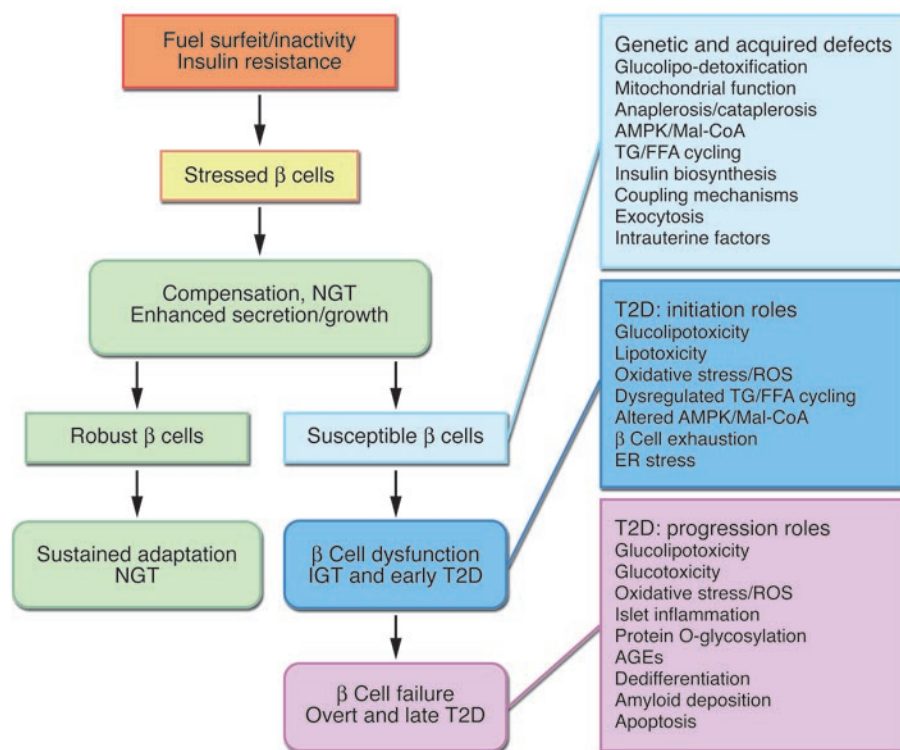 Fuel surfeit/inactivity
Insulin resistance
Stressed β cells
Compensation, NGT
Enhanced secretion/growth
Robust β cells
Susceptible β cells
Sustained adaptation
NGT
β Cell dysfunction
IGT and early T2D
β Cell failure
Overt and late T2D
Genetic and acquired defects
Glucolipo-detoxification
Mitochondrial function
Anaplerosis/cataplerosis
AMPK/Mal-CoA
TG/FFA cycling
Insulin biosynthesis
Coupling mechanisms
Exocytosis
Intrauterine factors
T2D: initiation roles
Glucolipotoxicity
Lipotoxicity
Oxidative stress/ROS
Dysregulated TG/FFA cycling
Altered AMPK/Mal-CoA
β Cell exhaustion
ER stress
T2D: progression roles
Glucolipotoxicity
Glucotoxicity
Oxidative stress/ROS
Islet inflammation
Protein O-glycosylation
AGEs
Dedifferentiation
Amyloid deposition
Apoptosis